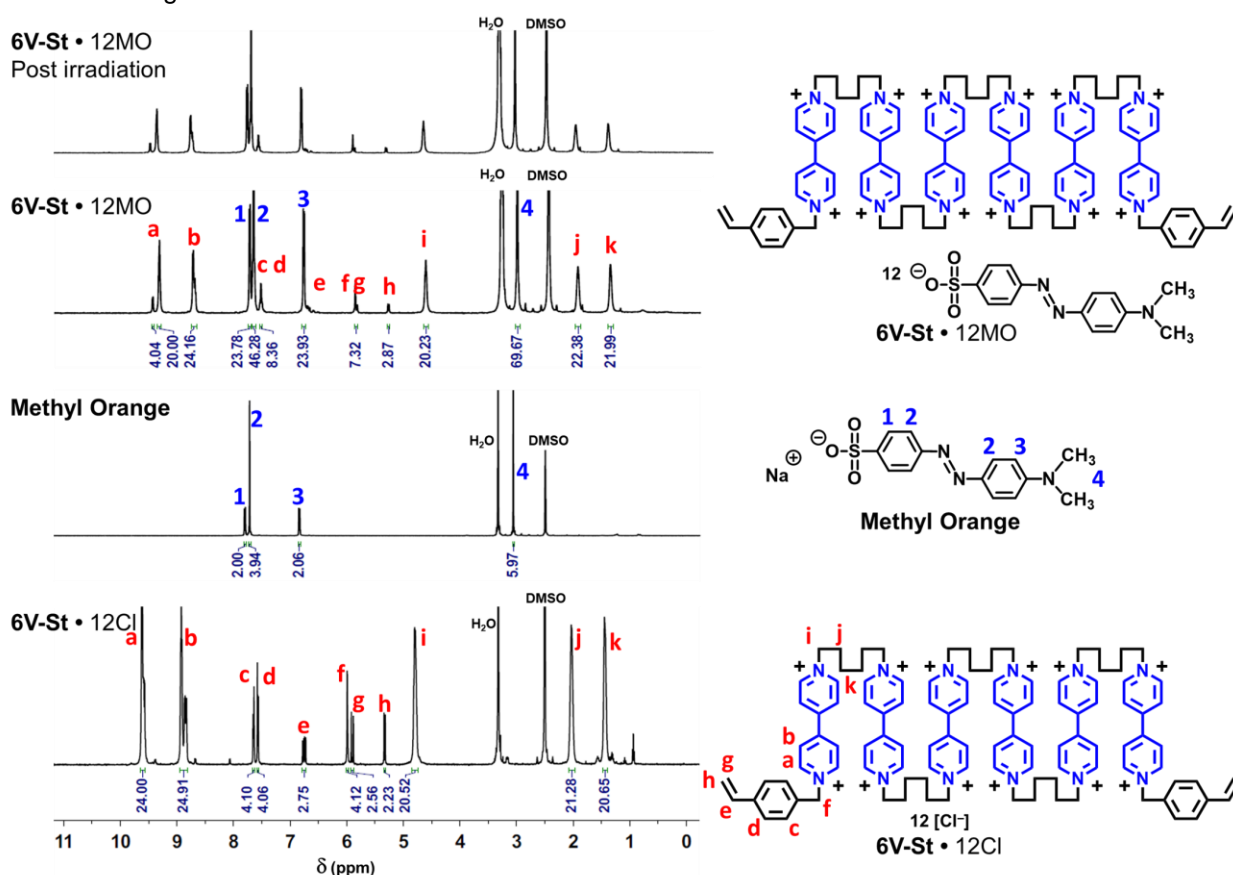 6V-St • 12MO
Post irradiation
H₂O
DMSO
6V-St • 12MO
H₂O
DMSO
a
b
1
2
c
d
3
e
f
g
h
i
4
j
k
4.04
20.00
24.16
23.78
46.28
8.36
23.93
7.32
2.87
20.23
69.67
22.38
21.99
Methyl Orange
H₂O
DMSO
1
2
3
4
2.00
3.94
2.06
5.97
6V-St • 12Cl
H₂O
DMSO
a
b
c
d
e
f
g
h
i
j
k
24.00
24.91
4.10
4.06
2.75
4.12
2.56
2.23
20.52
21.28
20.65
11 10 9 8 7 6 5 4 3 2 1 0
δ (ppm)
+ + + + + +
N N N N N N
N N N N N N
+ + + + + +
12 ⊖O S O O N N N CH₃ CH₃
6V-St • 12MO
1 2 2 3 4
Na⊕ ⊖O S O O N N N CH₃ CH₃
Methyl Orange
i j
+ + + + + +
N N N N N N
k
b
a
N N N N N N
+ + + + + +
g
h
e
d
c
f
12 [Cl⁻]
6V-St • 12Cl